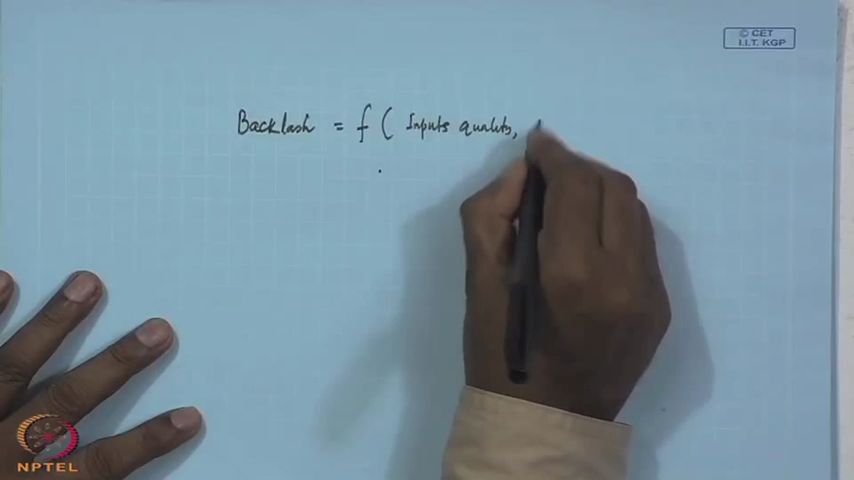 © CET
I.I.T. KGP
Backlash = f ( Inputs quality,
NPTEL